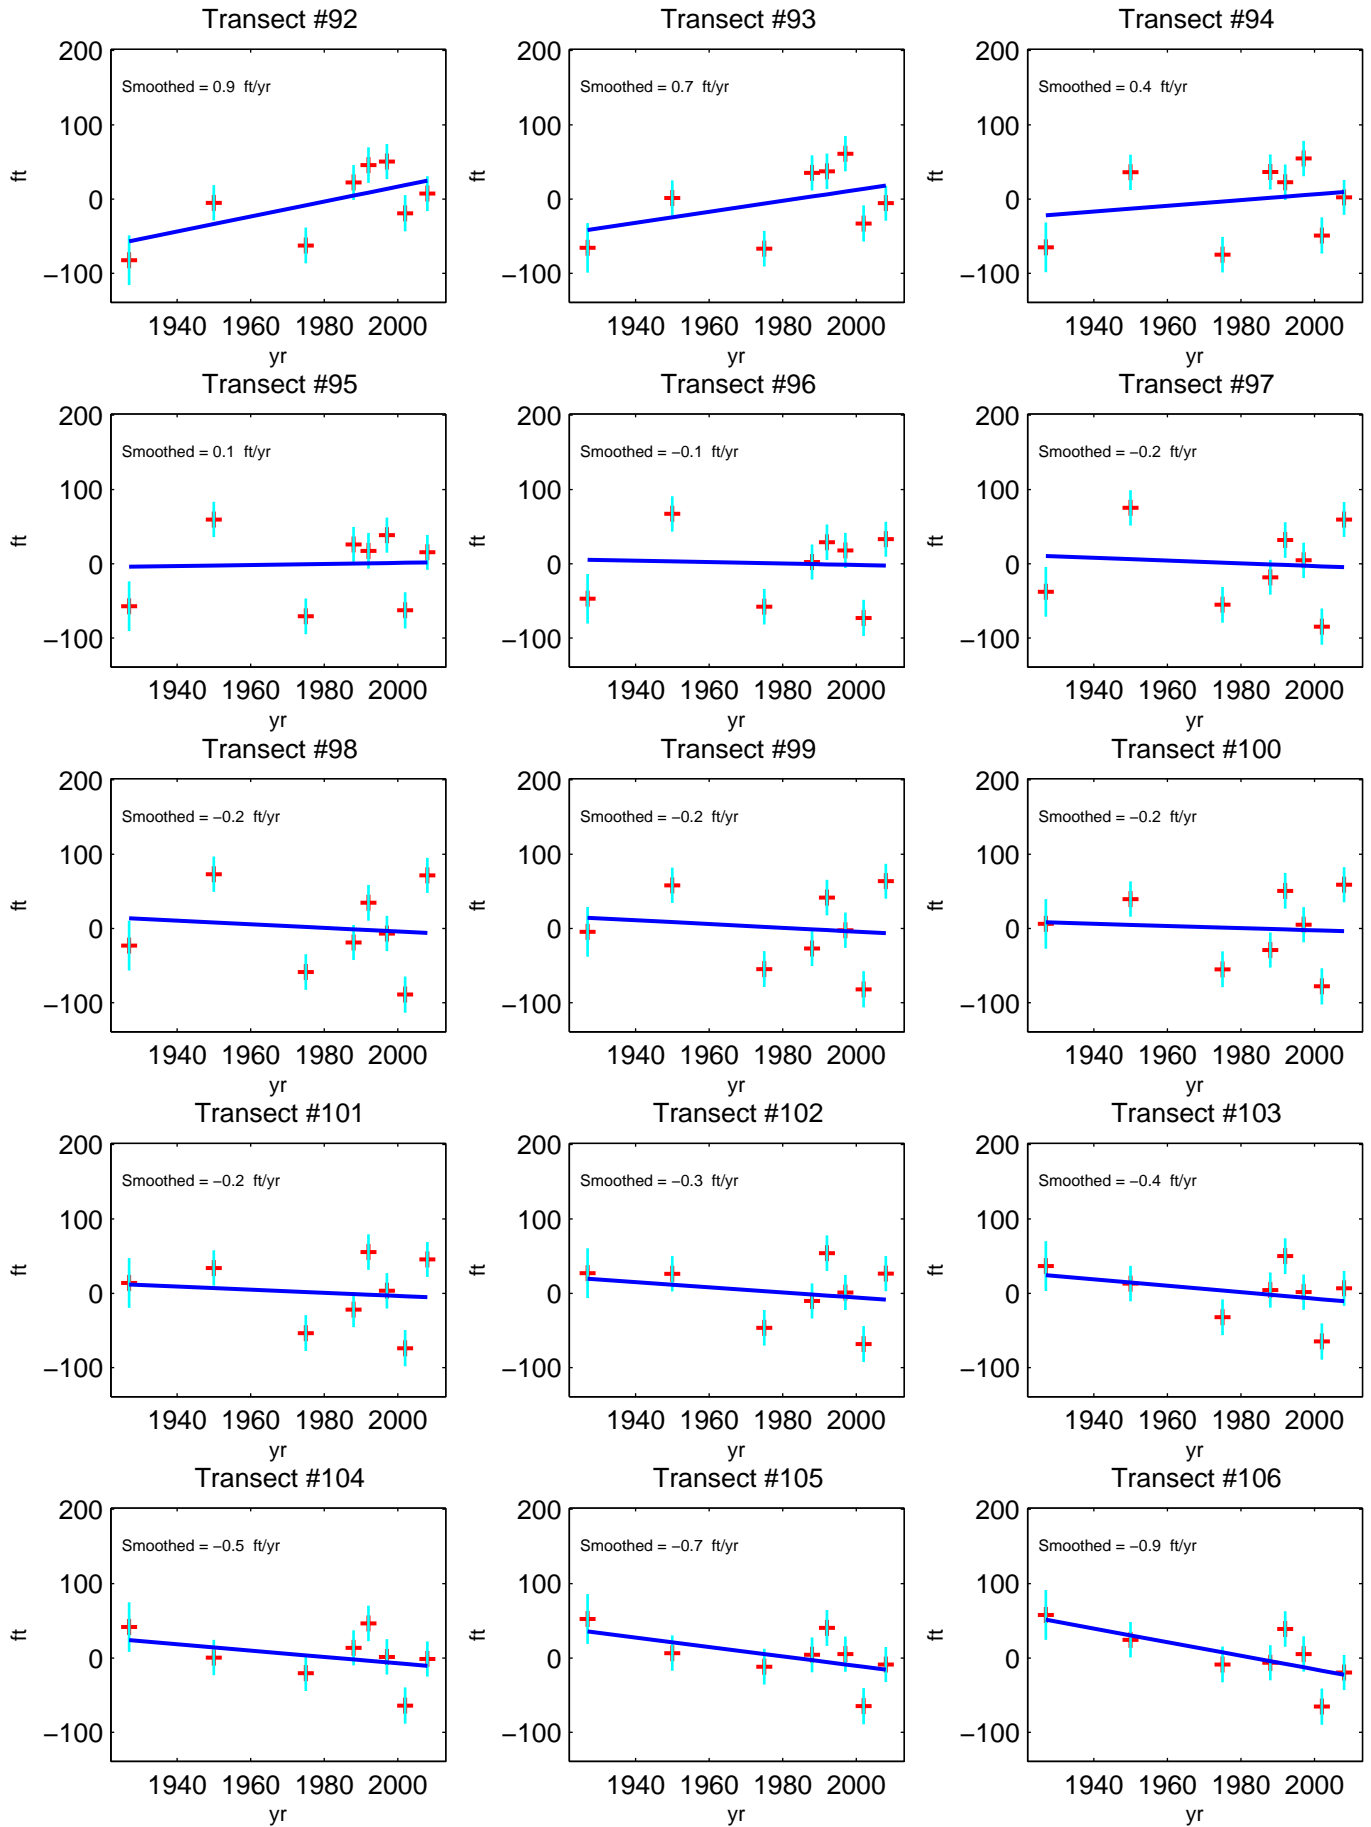 Transect #92
200
100
0
−100
ft
Smoothed = 0.9 ft/yr
1940 1960 1980 2000
yr
Transect #93
200
100
0
−100
ft
Smoothed = 0.7 ft/yr
1940 1960 1980 2000
yr
Transect #94
200
100
0
−100
ft
Smoothed = 0.4 ft/yr
1940 1960 1980 2000
yr
Transect #95
200
100
0
−100
ft
Smoothed = 0.1 ft/yr
1940 1960 1980 2000
yr
Transect #96
200
100
0
−100
ft
Smoothed = −0.1 ft/yr
1940 1960 1980 2000
yr
Transect #97
200
100
0
−100
ft
Smoothed = −0.2 ft/yr
1940 1960 1980 2000
yr
Transect #98
200
100
0
−100
ft
Smoothed = −0.2 ft/yr
1940 1960 1980 2000
yr
Transect #99
200
100
0
−100
ft
Smoothed = −0.2 ft/yr
1940 1960 1980 2000
yr
Transect #100
200
100
0
−100
ft
Smoothed = −0.2 ft/yr
1940 1960 1980 2000
yr
Transect #101
200
100
0
−100
ft
Smoothed = −0.2 ft/yr
1940 1960 1980 2000
yr
Transect #102
200
100
0
−100
ft
Smoothed = −0.3 ft/yr
1940 1960 1980 2000
yr
Transect #103
200
100
0
−100
ft
Smoothed = −0.4 ft/yr
1940 1960 1980 2000
yr
Transect #104
200
100
0
−100
ft
Smoothed = −0.5 ft/yr
1940 1960 1980 2000
yr
Transect #105
200
100
0
−100
ft
Smoothed = −0.7 ft/yr
1940 1960 1980 2000
yr
Transect #106
200
100
0
−100
ft
Smoothed = −0.9 ft/yr
1940 1960 1980 2000
yr